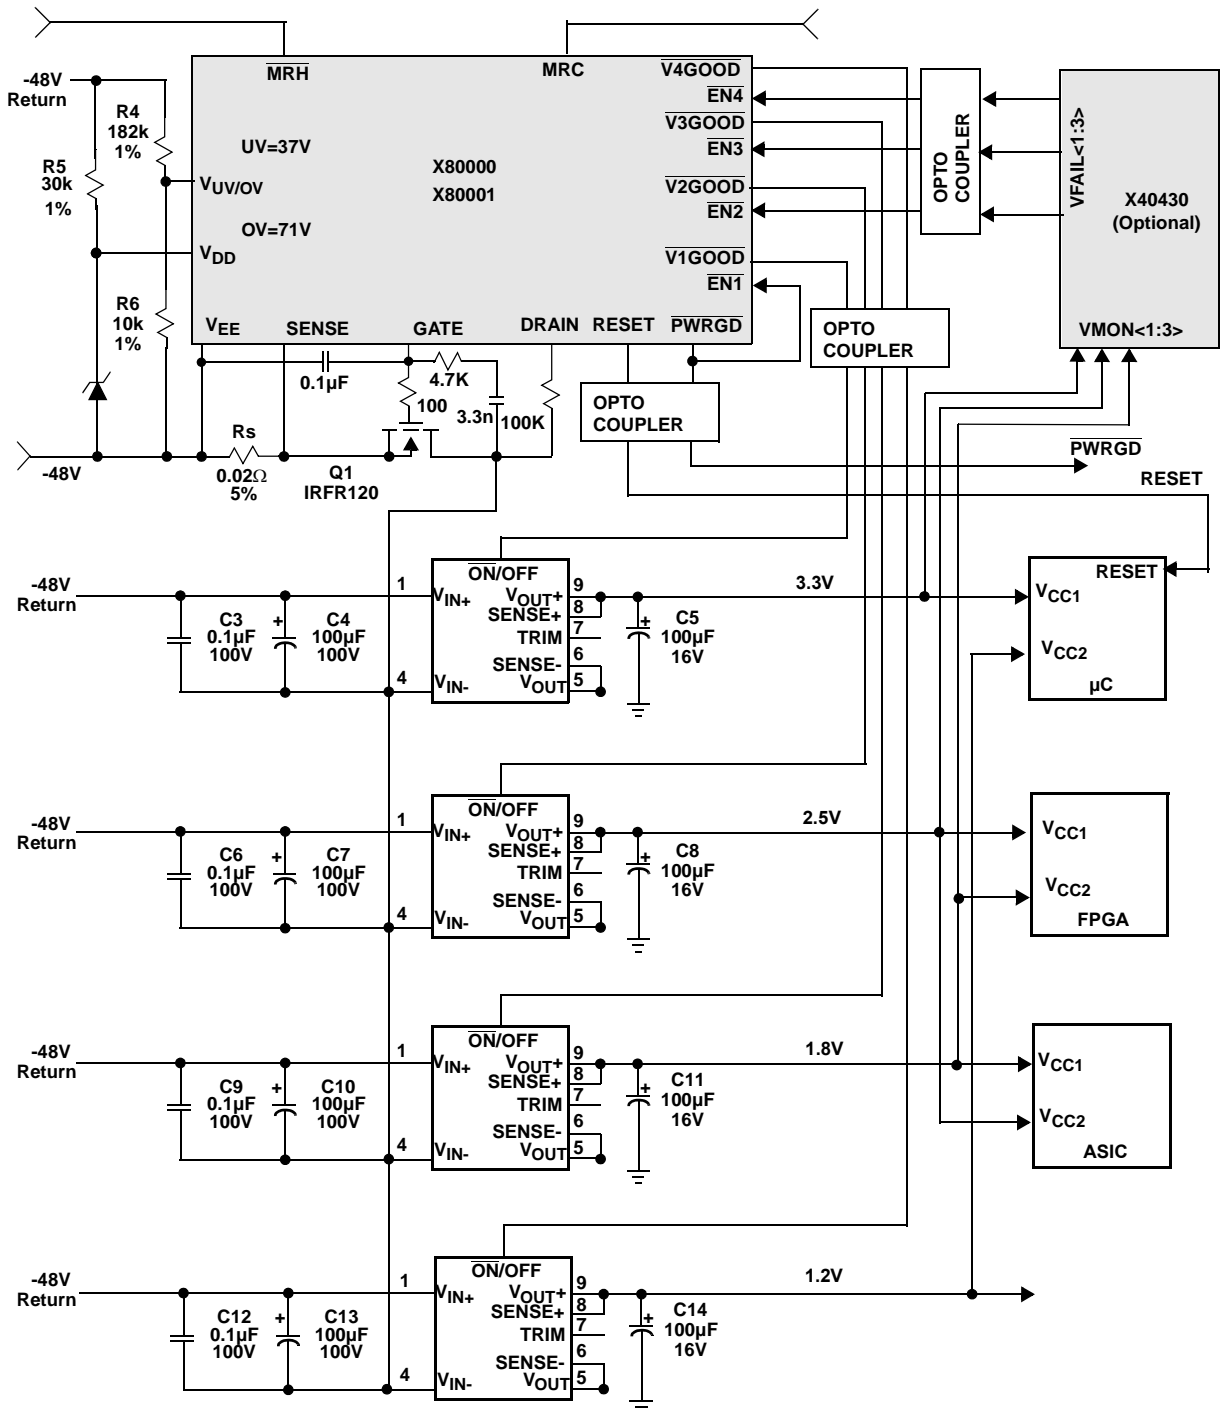 -48V
Return
R4
182k
1%
R5
30k
1%
R6
10k
1%
MRH
MRC
UV=37V
OV=71V
X80000
X80001
VUV/OV
VDD
VEE
SENSE
GATE
DRAIN
RESET
PWRGD
V4GOOD
EN4
V3GOOD
EN3
V2GOOD
EN2
V1GOOD
EN1
OPTO
COUPLER
VFAIL<1:3>
X40430
(Optional)
VMON<1:3>
OPTO
COUPLER
OPTO
COUPLER
0.1µF
4.7K
100
3.3n
100K
Rs
0.02Ω
5%
-48V
Q1
IRFR120
PWRGD
RESET
-48V
Return
C3
0.1µF
100V
+
C4
100µF
100V
1
4
ON/OFF
VIN+
VIN-
VOUT+
SENSE+
TRIM
SENSE-
VOUT
9
8
7
6
5
+
C5
100µF
16V
3.3V
RESET
VCC1
VCC2
µC
-48V
Return
C6
0.1µF
100V
+
C7
100µF
100V
1
4
ON/OFF
VIN+
VIN-
VOUT+
SENSE+
TRIM
SENSE-
VOUT
9
8
7
6
5
+
C8
100µF
16V
2.5V
VCC1
VCC2
FPGA
-48V
Return
C9
0.1µF
100V
+
C10
100µF
100V
1
4
ON/OFF
VIN+
VIN-
VOUT+
SENSE+
TRIM
SENSE-
VOUT
9
8
7
6
5
+
C11
100µF
16V
1.8V
VCC1
VCC2
ASIC
-48V
Return
C12
0.1µF
100V
+
C13
100µF
100V
1
4
ON/OFF
VIN+
VIN-
VOUT+
SENSE+
TRIM
SENSE-
VOUT
9
8
7
6
5
+
C14
100µF
16V
1.2V